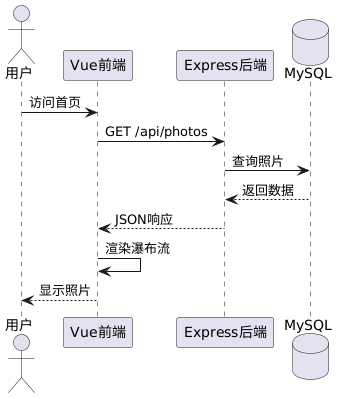 用户
Vue前端
Express后端
MySQL
访问首页
GET /api/photos
查询照片
返回数据
JSON响应
渲染瀑布流
显示照片
用户
Vue前端
Express后端
MySQL